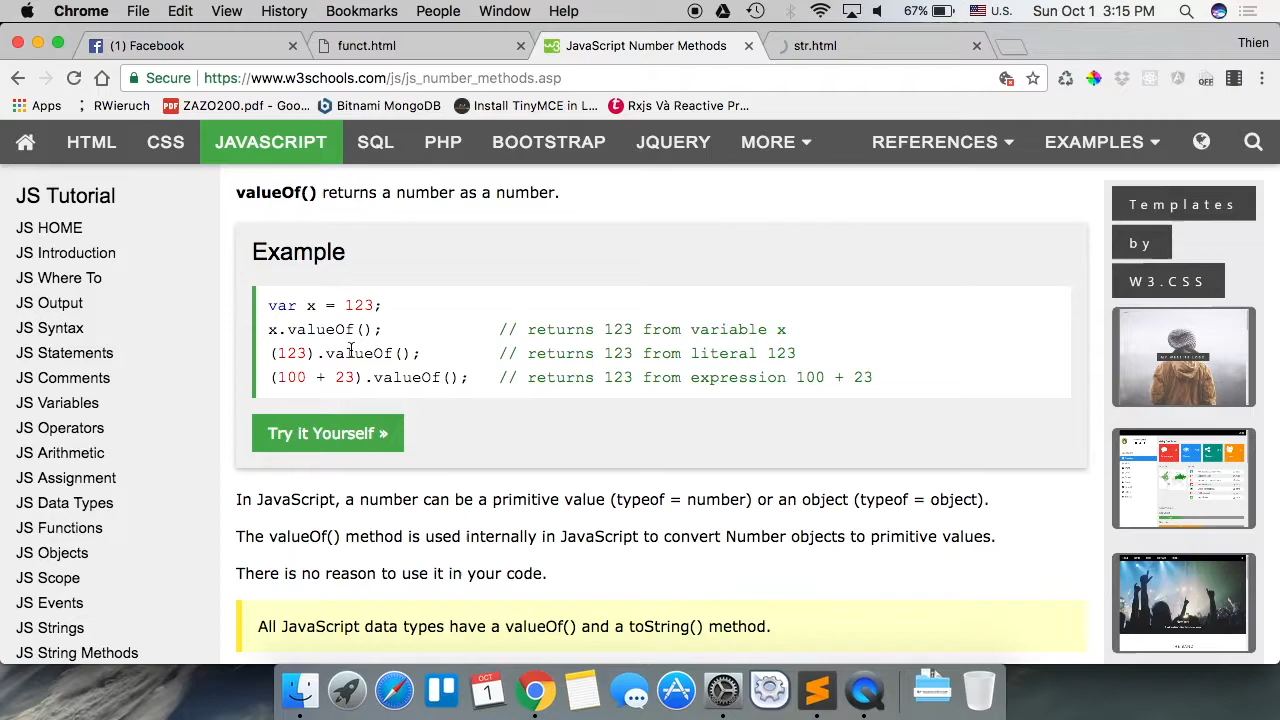 Chrome File Edit View History Bookmarks People Window Help 67% U.S. Sun Oct 1 3:15 PM
(1) Facebook
funct.html
JavaScript Number Methods
str.html
Thien
Secure https://www.w3schools.com/js/js_number_methods.asp
Apps RWieruch ZAZO200.pdf - Goo... Bitnami MongoDB Install TinyMCE in L... Rxjs Và Reactive Pr...
HTML CSS JAVASCRIPT SQL PHP BOOTSTRAP JQUERY MORE REFERENCES EXAMPLES
JS Tutorial
JS HOME
JS Introduction
JS Where To
JS Output
JS Syntax
JS Statements
JS Comments
JS Variables
JS Operators
JS Arithmetic
JS Assignment
JS Data Types
JS Functions
JS Objects
JS Scope
JS Events
JS Strings
JS String Methods
valueOf() returns a number as a number.
Example
var x = 123;
x.valueOf(); // returns 123 from variable x
(123).valueOf(); // returns 123 from literal 123
(100 + 23).valueOf(); // returns 123 from expression 100 + 23
Try it Yourself »
In JavaScript, a number can be a primitive value (typeof = number) or an object (typeof = object).
The valueOf() method is used internally in JavaScript to convert Number objects to primitive values.
There is no reason to use it in your code.
All JavaScript data types have a valueOf() and a toString() method.
Templates
by
W3.CSS
OFF
OCT
1